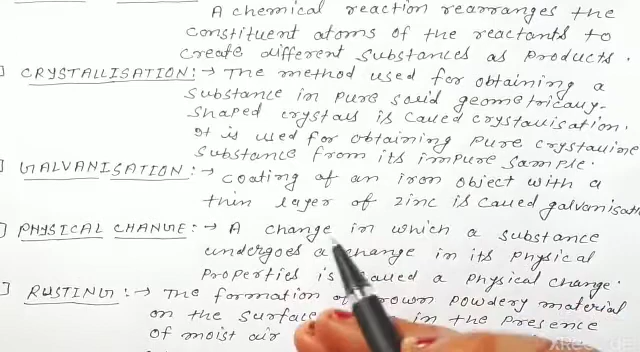 A chemical reaction rearranges the
constituent atoms of the reactants to
create different substances as products.
] CRYSTALLISATION:→ The method used for obtaining a
substance in pure solid geometrically-
shaped crystals is called crystallisation.
It is used for obtaining pure crystalline
substance from its impure sample.
] GALVANISATION:→ coating of an iron object with a
thin layer of zinc is called galvanisati
] PHYSICAL CHANGE:→ A change in which a substance
undergoes a change in its physical
properties is called a physical change.
] RUSTING:→ The formation of brown powdery material
on the surface in the presence
of moist air